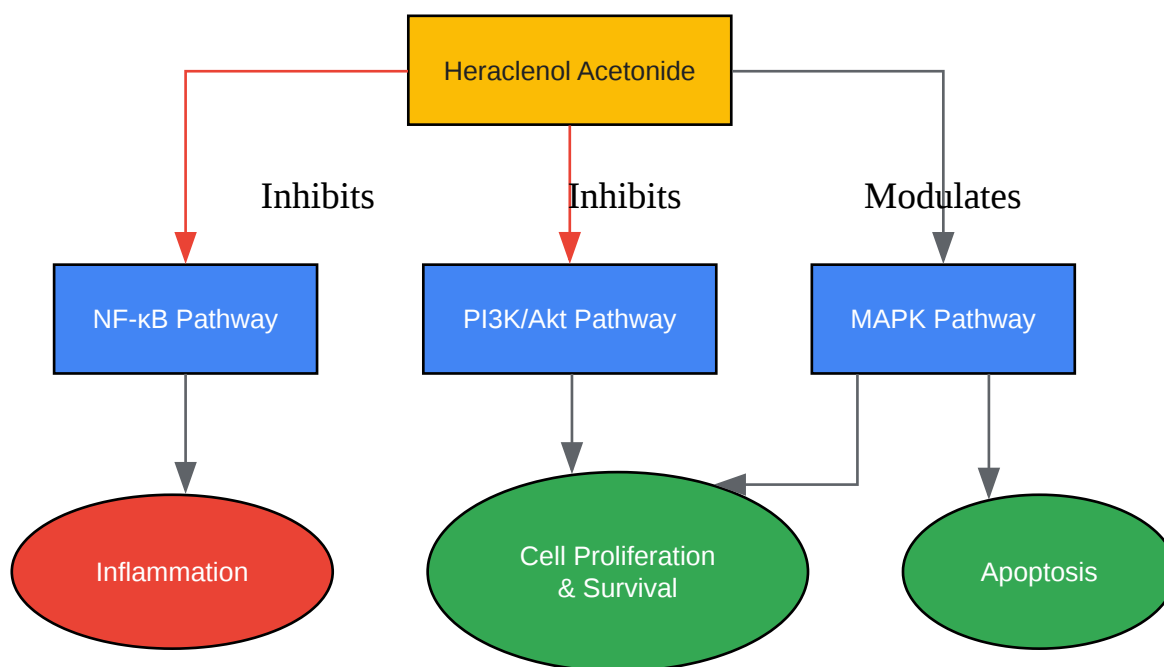 Heraclenol Acetonide
Inhibits
Inhibits
Modulates
NF-κB Pathway
PI3K/Akt Pathway
MAPK Pathway
Inflammation
Cell Proliferation
& Survival
Apoptosis